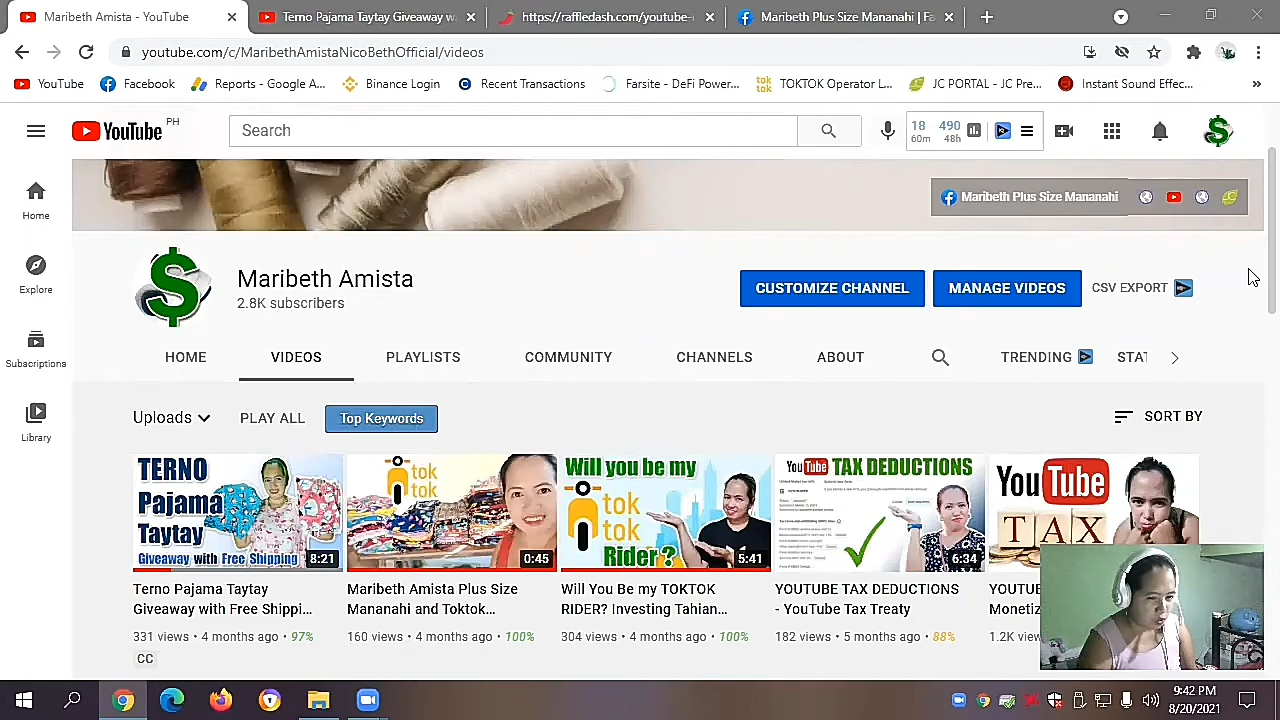 Maribeth Amista - YouTube
Terno Pajama Taytay Giveaway w
https://raffledash.com/youtube-
Maribeth Plus Size Mananahi | Fa
youtube.com/c/MaribethAmistaNicoBethOfficial/videos
YouTube
Facebook
Reports - Google A...
Binance Login
Recent Transactions
Farsite - DeFi Power...
TOKTOK Operator L...
JC PORTAL - JC Pre...
Instant Sound Effec...
YouTube PH
Search
18 60m
490 48h
Maribeth Plus Size Mananahi
Home
Explore
Subscriptions
Library
Maribeth Amista
2.8K subscribers
CUSTOMIZE CHANNEL
MANAGE VIDEOS
CSV EXPORT
HOME
VIDEOS
PLAYLISTS
COMMUNITY
CHANNELS
ABOUT
TRENDING
STAT
Uploads
PLAY ALL
Top Keywords
SORT BY
TERNO
Pajama
Taytay
Giveaway with Free Shipping
tok
tok
Will you be my
tok
tok
Rider?
5:41
YouTube TAX DEDUCTIONS
6:34
YouTube
TAX
Terno Pajama Taytay
Giveaway with Free Shippi...
331 views • 4 months ago • 97%
CC
Maribeth Amista Plus Size
Mananahi and Toktok...
160 views • 4 months ago • 100%
Will You Be my TOKTOK
RIDER? Investing Tahian...
304 views • 4 months ago • 100%
YOUTUBE TAX DEDUCTIONS
- YouTube Tax Treaty
182 views • 5 months ago • 88%
YOUTU
Monetiz
1.2K view
9:42 PM
8/20/2021